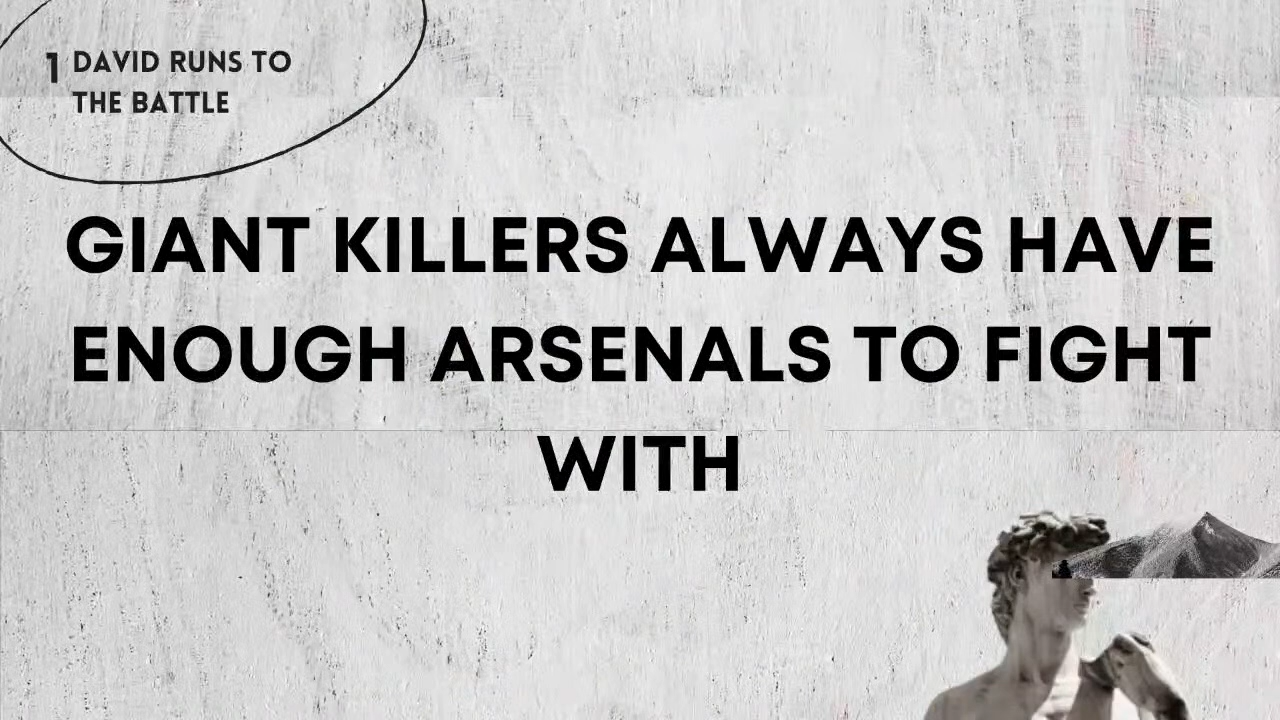 1 DAVID RUNS TO
THE BATTLE
GIANT KILLERS ALWAYS HAVE
ENOUGH ARSENALS TO FIGHT
WITH